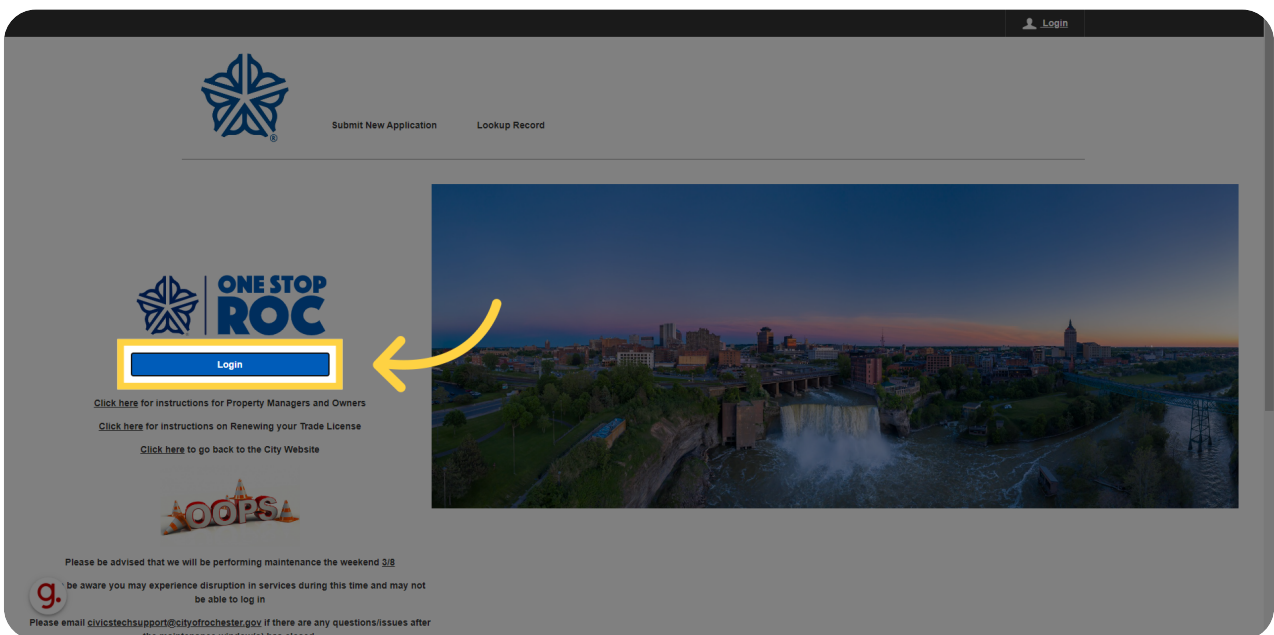 Login
®
Submit New Application Lookup Record
ONE STOP
ROC
Login
Click here for instructions for Property Managers and Owners
Click here for instructions on Renewing your Trade License
Click here to go back to the City Website
OOPS
Please be advised that we will be performing maintenance the weekend 3/8
be aware you may experience disruption in services during this time and may not
be able to log in
g.
Please email civicstechsupport@cityofrochester.gov if there are any questions/issues after